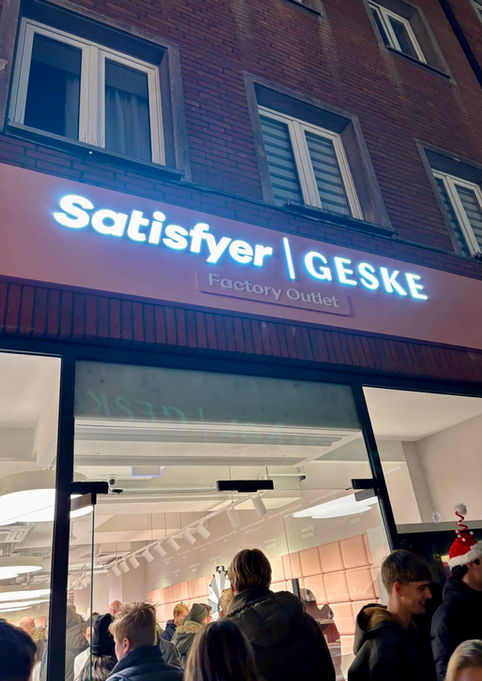 Satisfyer | GESKE
Factory Outlet